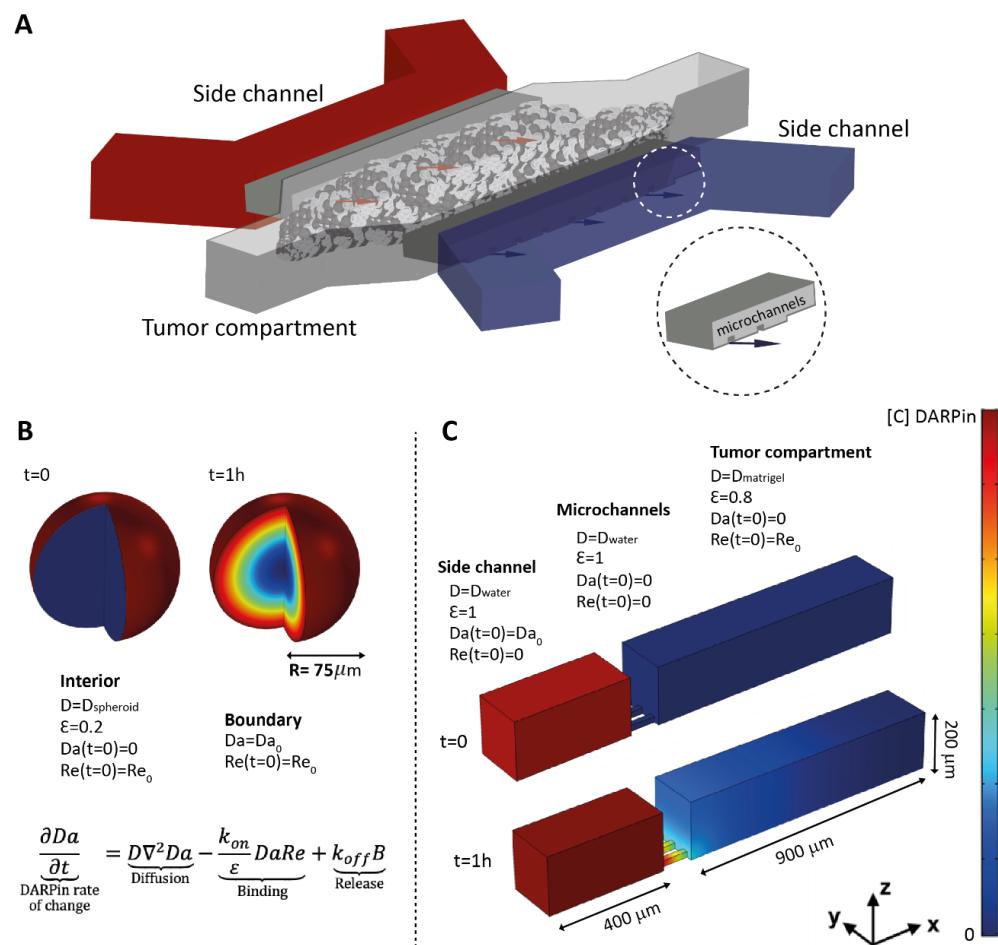 A
Side channel
Side channel
Tumor compartment
microchannels
B
t=0
t=1h
R= 75μm
Interior
D=Dspheroid
Ɛ=0.2
Da(t=0)=0
Re(t=0)=Re₀
Boundary
Da=Da₀
Re(t=0)=Re₀
∂Da/∂t = D∇²Da − k_on/ε DaRe + k_off B
DARPin rate
of change
Diffusion
Binding
Release
C
[C] DARPin
Tumor compartment
D=Dmatrigel
Ɛ=0.8
Da(t=0)=0
Re(t=0)=Re₀
Microchannels
D=Dwater
Ɛ=1
Da(t=0)=0
Re(t=0)=0
Side channel
D=Dwater
Ɛ=1
Da(t=0)=Da₀
Re(t=0)=0
t=0
200 μm
t=1h
900 μm
400 μm
z
y
x
0